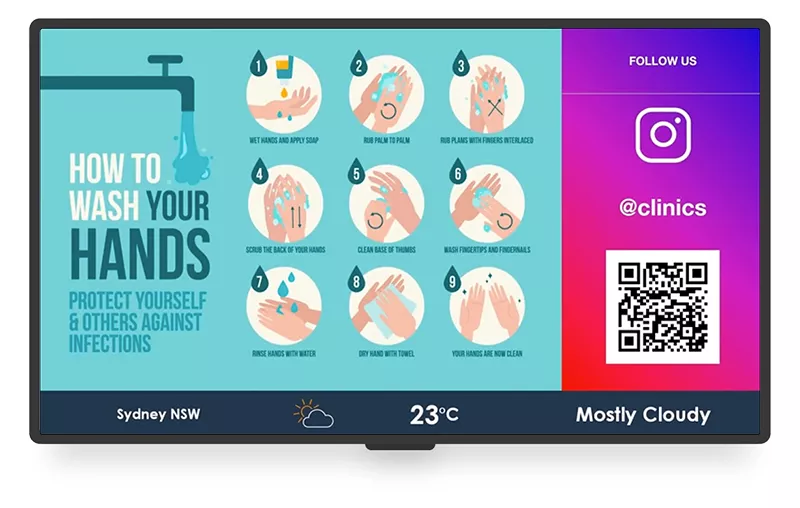 HOW TO
WASH YOUR
HANDS
PROTECT YOURSELF
& OTHERS AGAINST
INFECTIONS
1
WET HANDS AND APPLY SOAP
2
RUB PALM TO PALM
3
RUB PLAMS WITH FINGERS INTERLACED
4
SCRUB THE BACK OF YOUR HANDS
5
CLEAN BASE OF THUMBS
6
WASH FINGERTIPS AND FINGERNAILS
7
RINSE HANDS WITH WATER
8
DRY HAND WITH TOWEL
9
YOUR HANDS ARE NOW CLEAN
FOLLOW US
@clinics
Sydney NSW
23°C
Mostly Cloudy